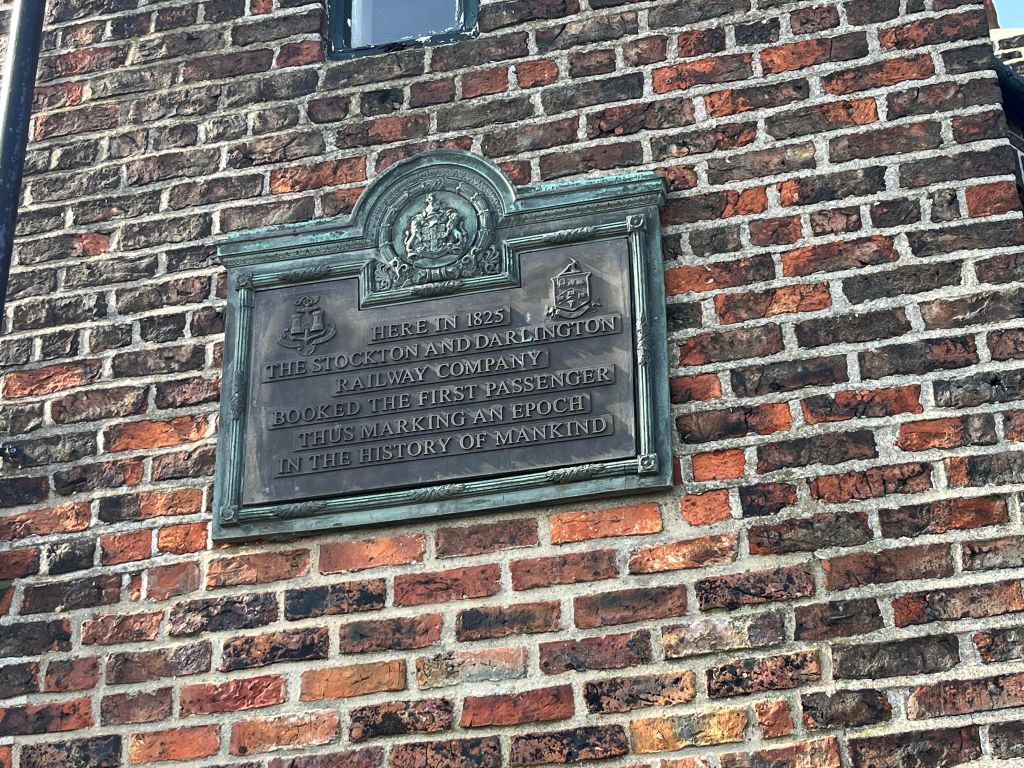 HERE IN 1825
THE STOCKTON AND DARLINGTON
RAILWAY COMPANY
BOOKED THE FIRST PASSENGER
THUS MARKING AN EPOCH
IN THE HISTORY OF MANKIND